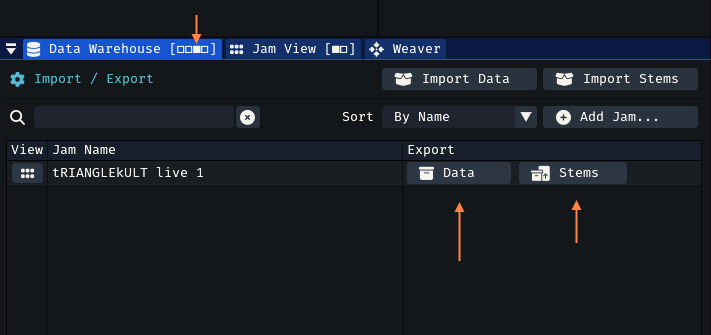 Data Warehouse [□□■□] Jam View [■□] Weaver
Import / Export Import Data Import Stems
Sort By Name Add Jam...
View Jam Name Export
tRIANGLEkULT live 1 Data Stems